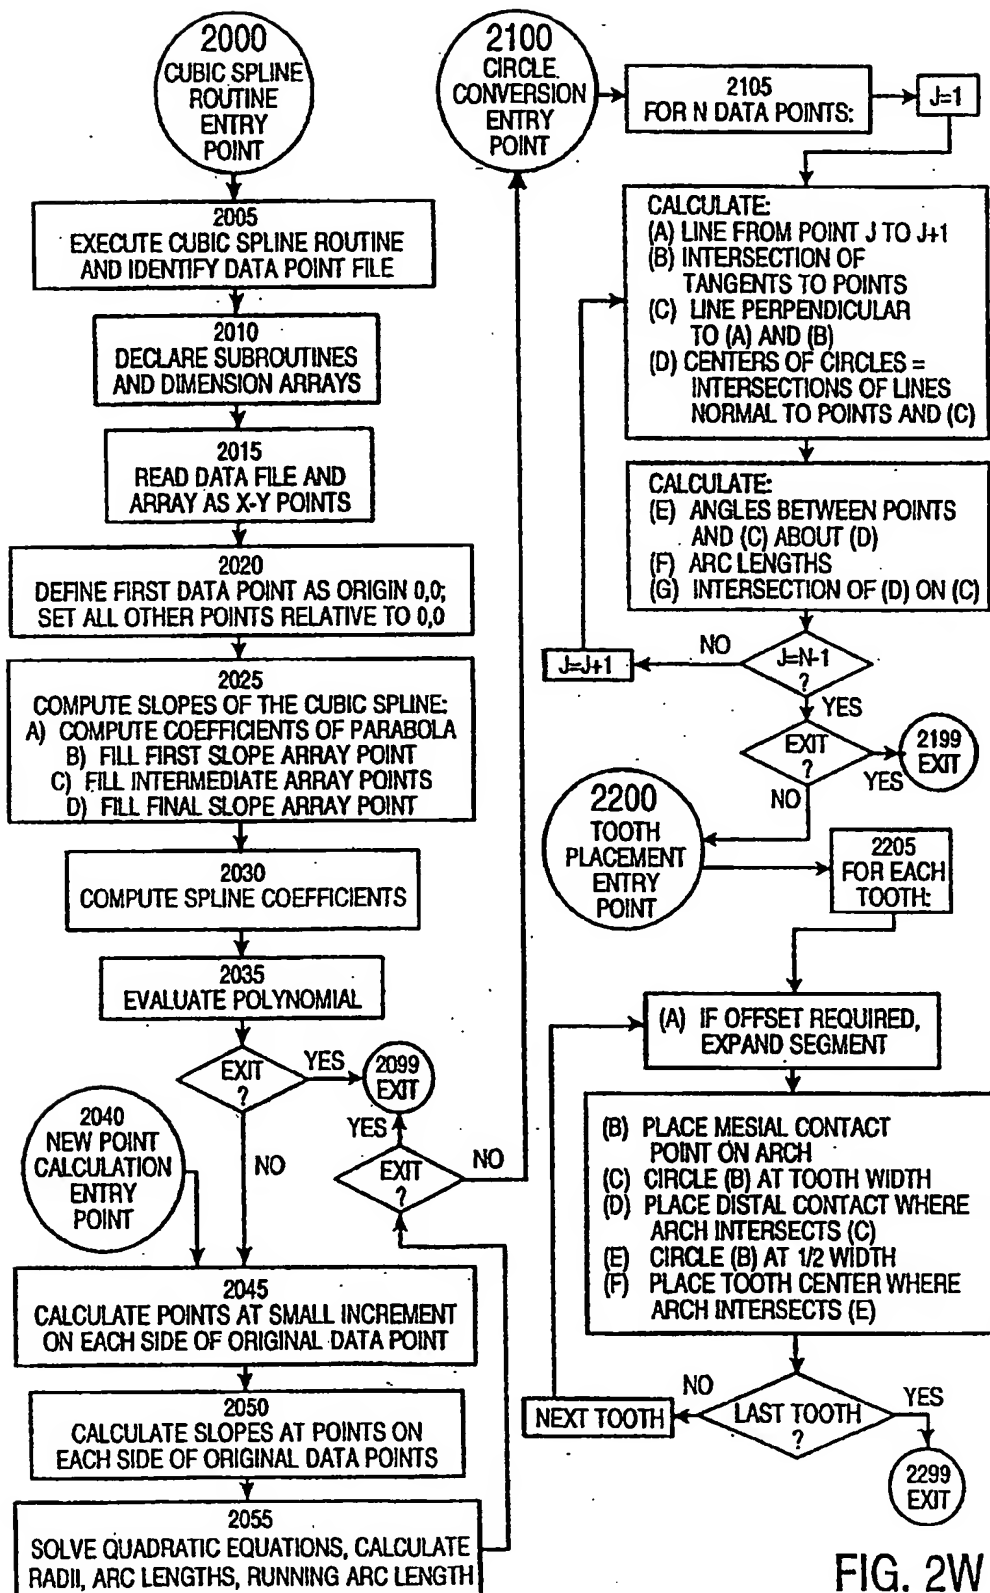 2000
CUBIC SPLINE
ROUTINE
ENTRY
POINT
2005
EXECUTE CUBIC SPLINE ROUTINE
AND IDENTIFY DATA POINT FILE
2010
DECLARE SUBROUTINES
AND DIMENSION ARRAYS
2015
READ DATA FILE AND
ARRAY AS X-Y POINTS
2020
DEFINE FIRST DATA POINT AS ORIGIN 0,0;
SET ALL OTHER POINTS RELATIVE TO 0,0
2025
COMPUTE SLOPES OF THE CUBIC SPLINE:
A) COMPUTE COEFFICIENTS OF PARABOLA
B) FILL FIRST SLOPE ARRAY POINT
C) FILL INTERMEDIATE ARRAY POINTS
D) FILL FINAL SLOPE ARRAY POINT
2030
COMPUTE SPLINE COEFFICIENTS
2035
EVALUATE POLYNOMIAL
EXIT
?
YES
2099
EXIT
NO
2040
NEW POINT
CALCULATION
ENTRY
POINT
2045
CALCULATE POINTS AT SMALL INCREMENT
ON EACH SIDE OF ORIGINAL DATA POINT
2050
CALCULATE SLOPES AT POINTS ON
EACH SIDE OF ORIGINAL DATA POINTS
2055
SOLVE QUADRATIC EQUATIONS, CALCULATE
RADII, ARC LENGTHS, RUNNING ARC LENGTH
YES
EXIT
?
NO
2100
CIRCLE
CONVERSION
ENTRY
POINT
2105
FOR N DATA POINTS:
J=1
CALCULATE:
(A) LINE FROM POINT J TO J+1
(B) INTERSECTION OF
TANGENTS TO POINTS
(C) LINE PERPENDICULAR
TO (A) AND (B)
(D) CENTERS OF CIRCLES =
INTERSECTIONS OF LINES
NORMAL TO POINTS AND (C)
CALCULATE:
(E) ANGLES BETWEEN POINTS
AND (C) ABOUT (D)
(F) ARC LENGTHS
(G) INTERSECTION OF (D) ON (C)
J=N-1
?
NO
J=J+1
YES
EXIT
?
YES
2199
EXIT
NO
2200
TOOTH
PLACEMENT
ENTRY
POINT
2205
FOR EACH
TOOTH:
(A) IF OFFSET REQUIRED,
EXPAND SEGMENT
(B) PLACE MESIAL CONTACT
POINT ON ARCH
(C) CIRCLE (B) AT TOOTH WIDTH
(D) PLACE DISTAL CONTACT WHERE
ARCH INTERSECTS (C)
(E) CIRCLE (B) AT 1/2 WIDTH
(F) PLACE TOOTH CENTER WHERE
ARCH INTERSECTS (E)
LAST TOOTH
?
NO
NEXT TOOTH
YES
2299
EXIT
FIG. 2W